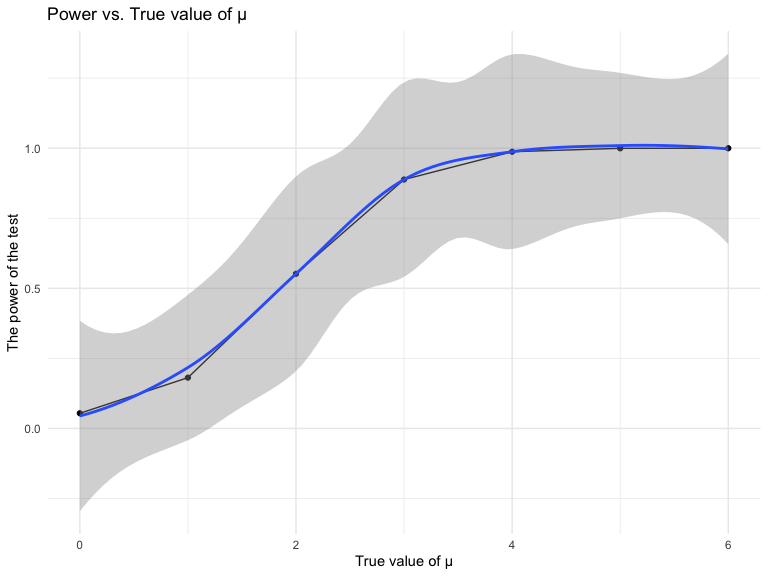 Power vs. True value of μ
The power of the test
1.0
0.5
0.0
0 2 4 6
True value of μ